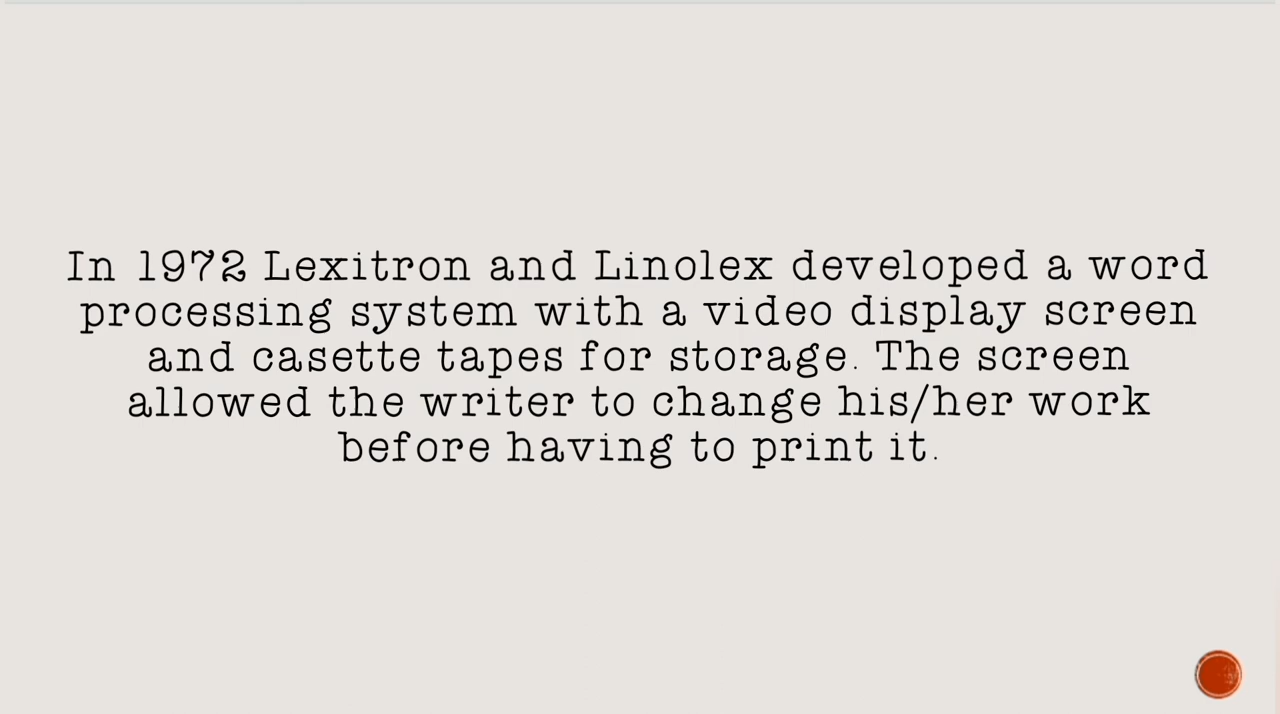 In 1972 Lexitron and Linolex developed a word
processing system with a video display screen
and casette tapes for storage. The screen
allowed the writer to change his/her work
before having to print it.